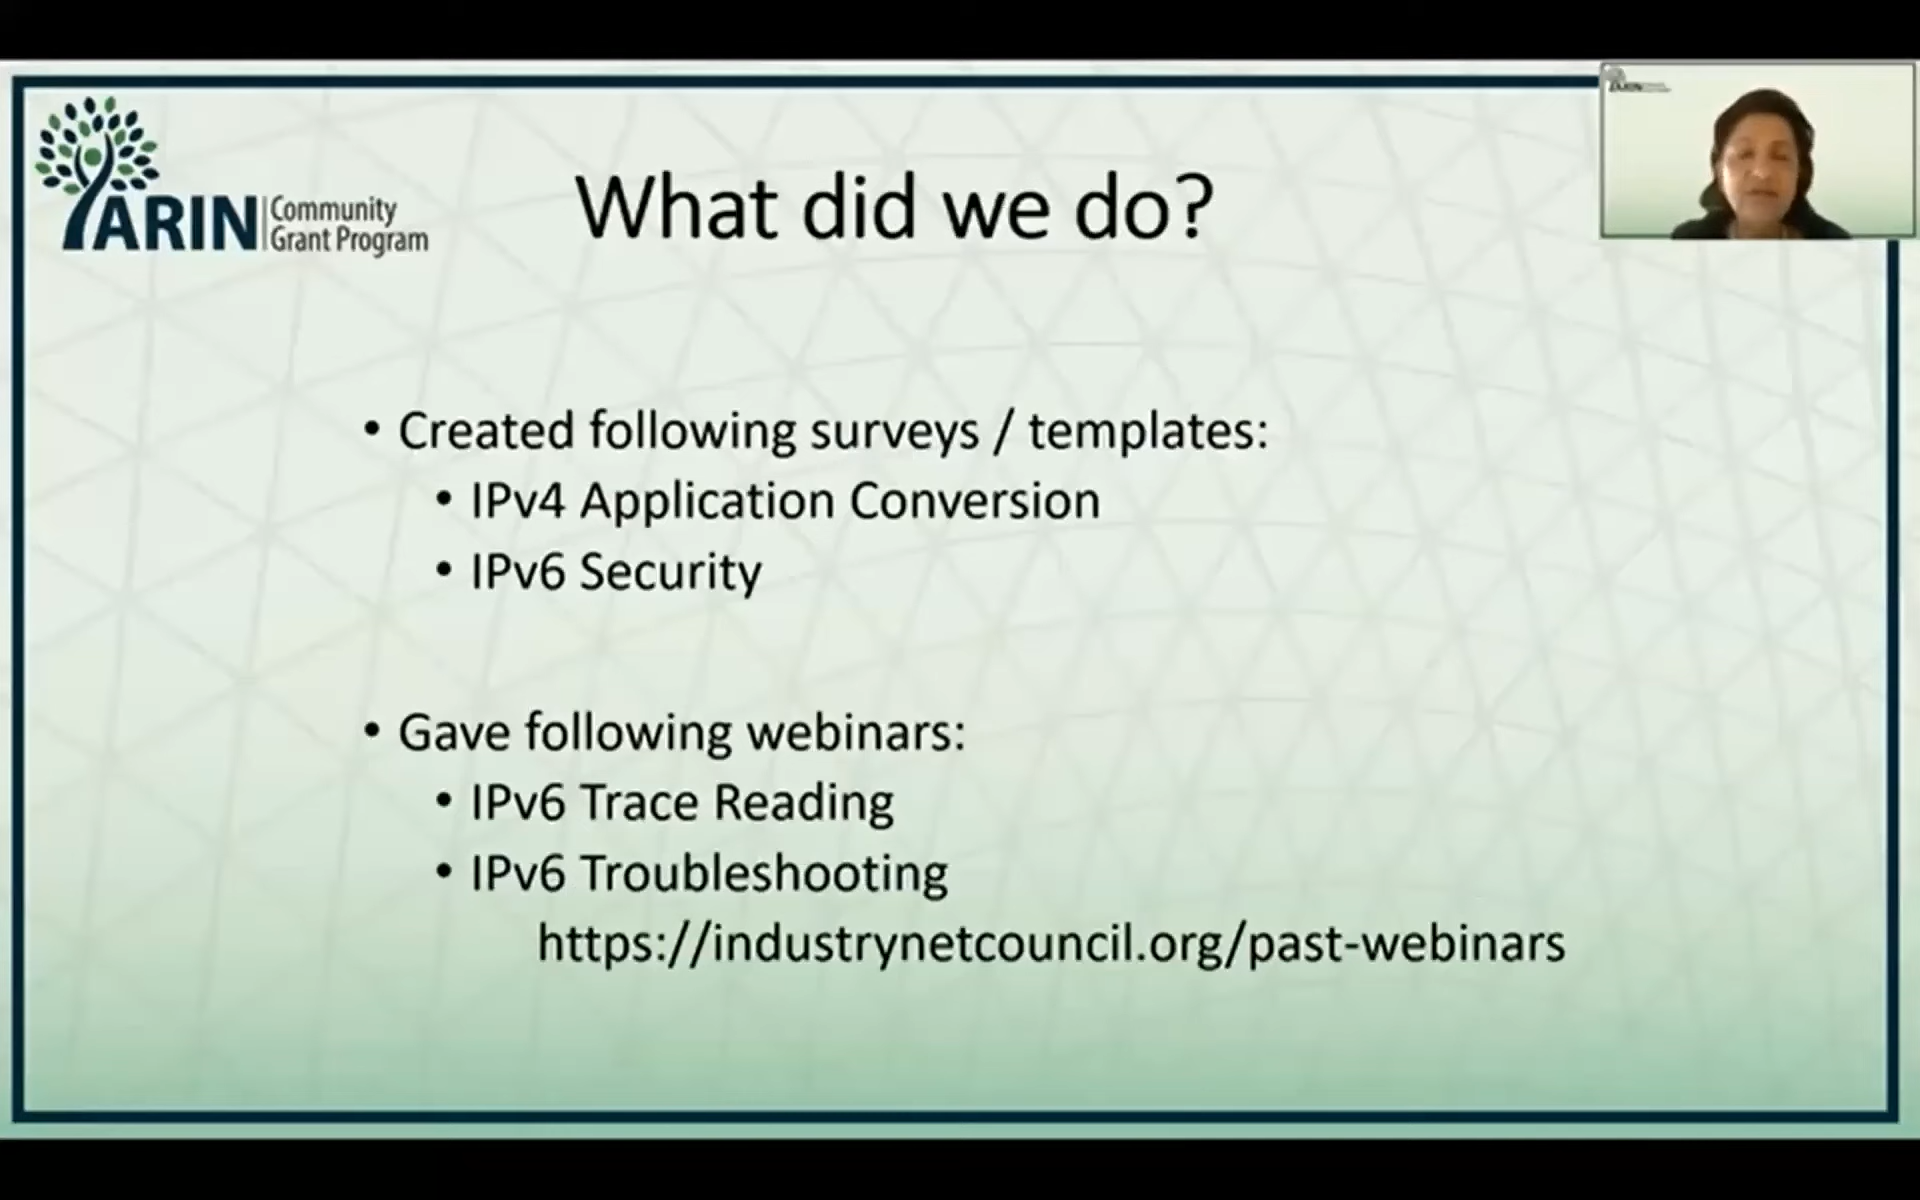 ARIN
Community
Grant Program
What did we do?
• Created following surveys / templates:
• IPv4 Application Conversion
• IPv6 Security
• Gave following webinars:
• IPv6 Trace Reading
• IPv6 Troubleshooting
https://industrynetcouncil.org/past-webinars
ARIN